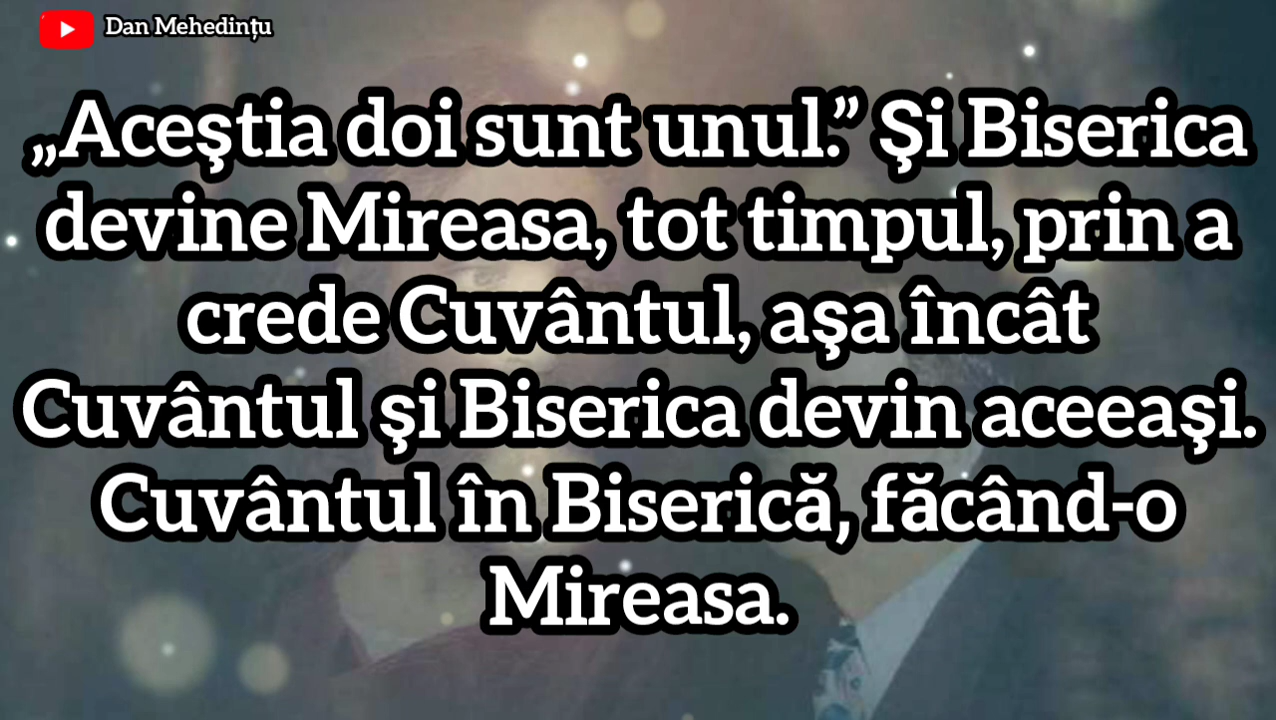 Dan Mehedințu
„Aceştia doi sunt unul.” Şi Biserica
devine Mireasa, tot timpul, prin a
crede Cuvântul, aşa încât
Cuvântul şi Biserica devin aceeaşi.
Cuvântul în Biserică, făcând-o
Mireasa.